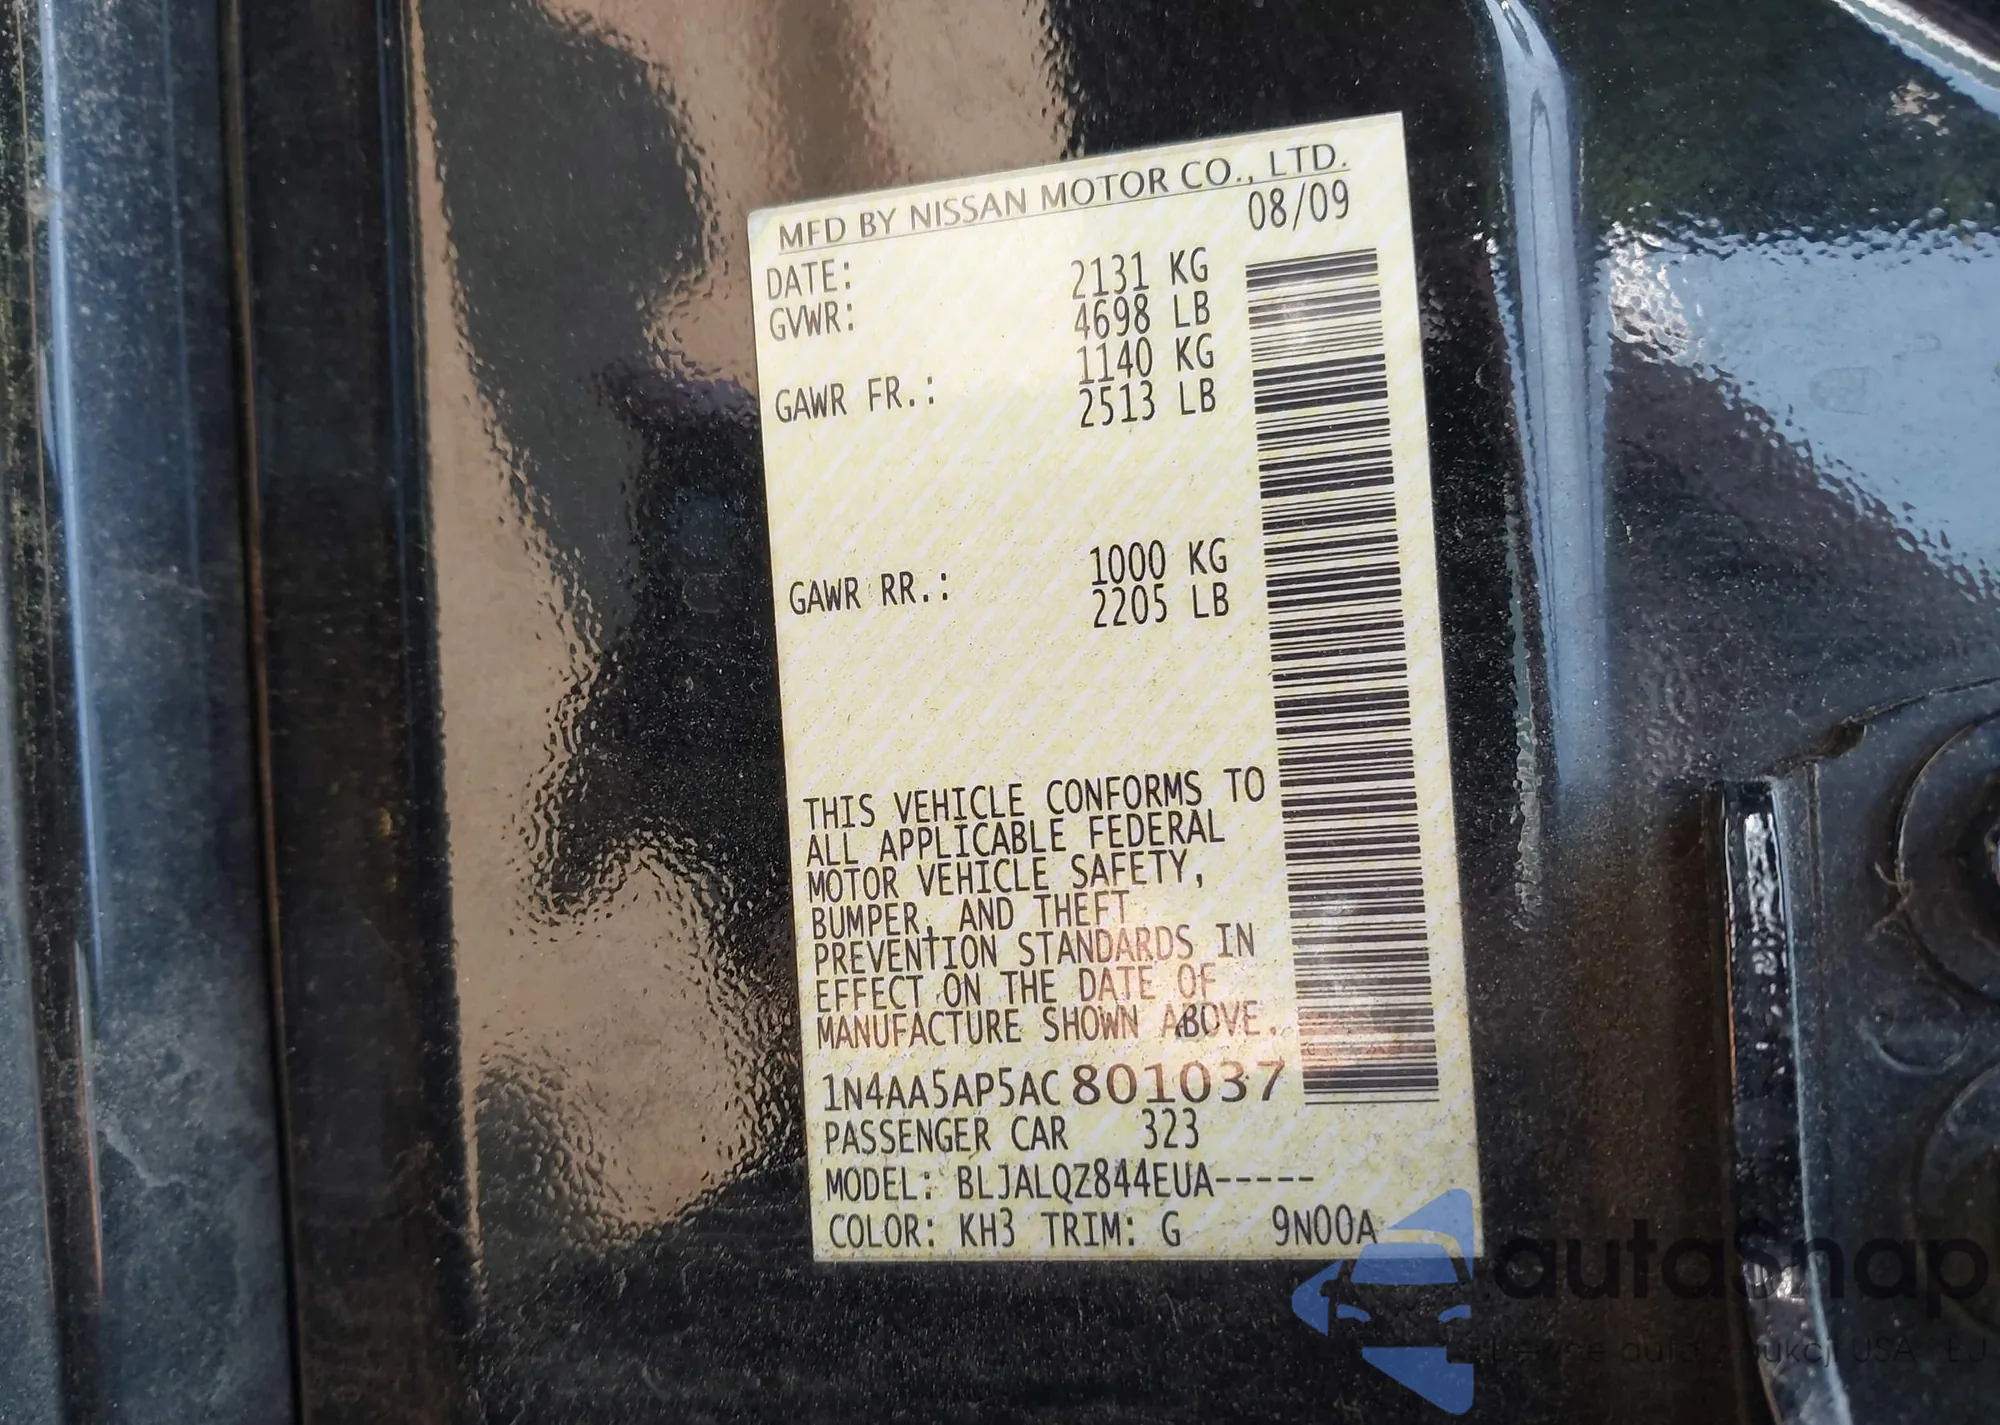 MFD BY NISSAN MOTOR CO., LTD.
DATE: 08/09
GVWR: 2131 KG
4698 LB
GAWR FR.: 1140 KG
2513 LB
GAWR RR.: 1000 KG
2205 LB
THIS VEHICLE CONFORMS TO
ALL APPLICABLE FEDERAL
MOTOR VEHICLE SAFETY,
BUMPER, AND THEFT
PREVENTION STANDARDS IN
EFFECT ON THE DATE OF
MANUFACTURE SHOWN ABOVE.
1N4AA5AP5AC801037
PASSENGER CAR 323
MODEL: BLJALQZ844EUA-----
COLOR: KH3 TRIM: G 9N00A
autasnap
USA